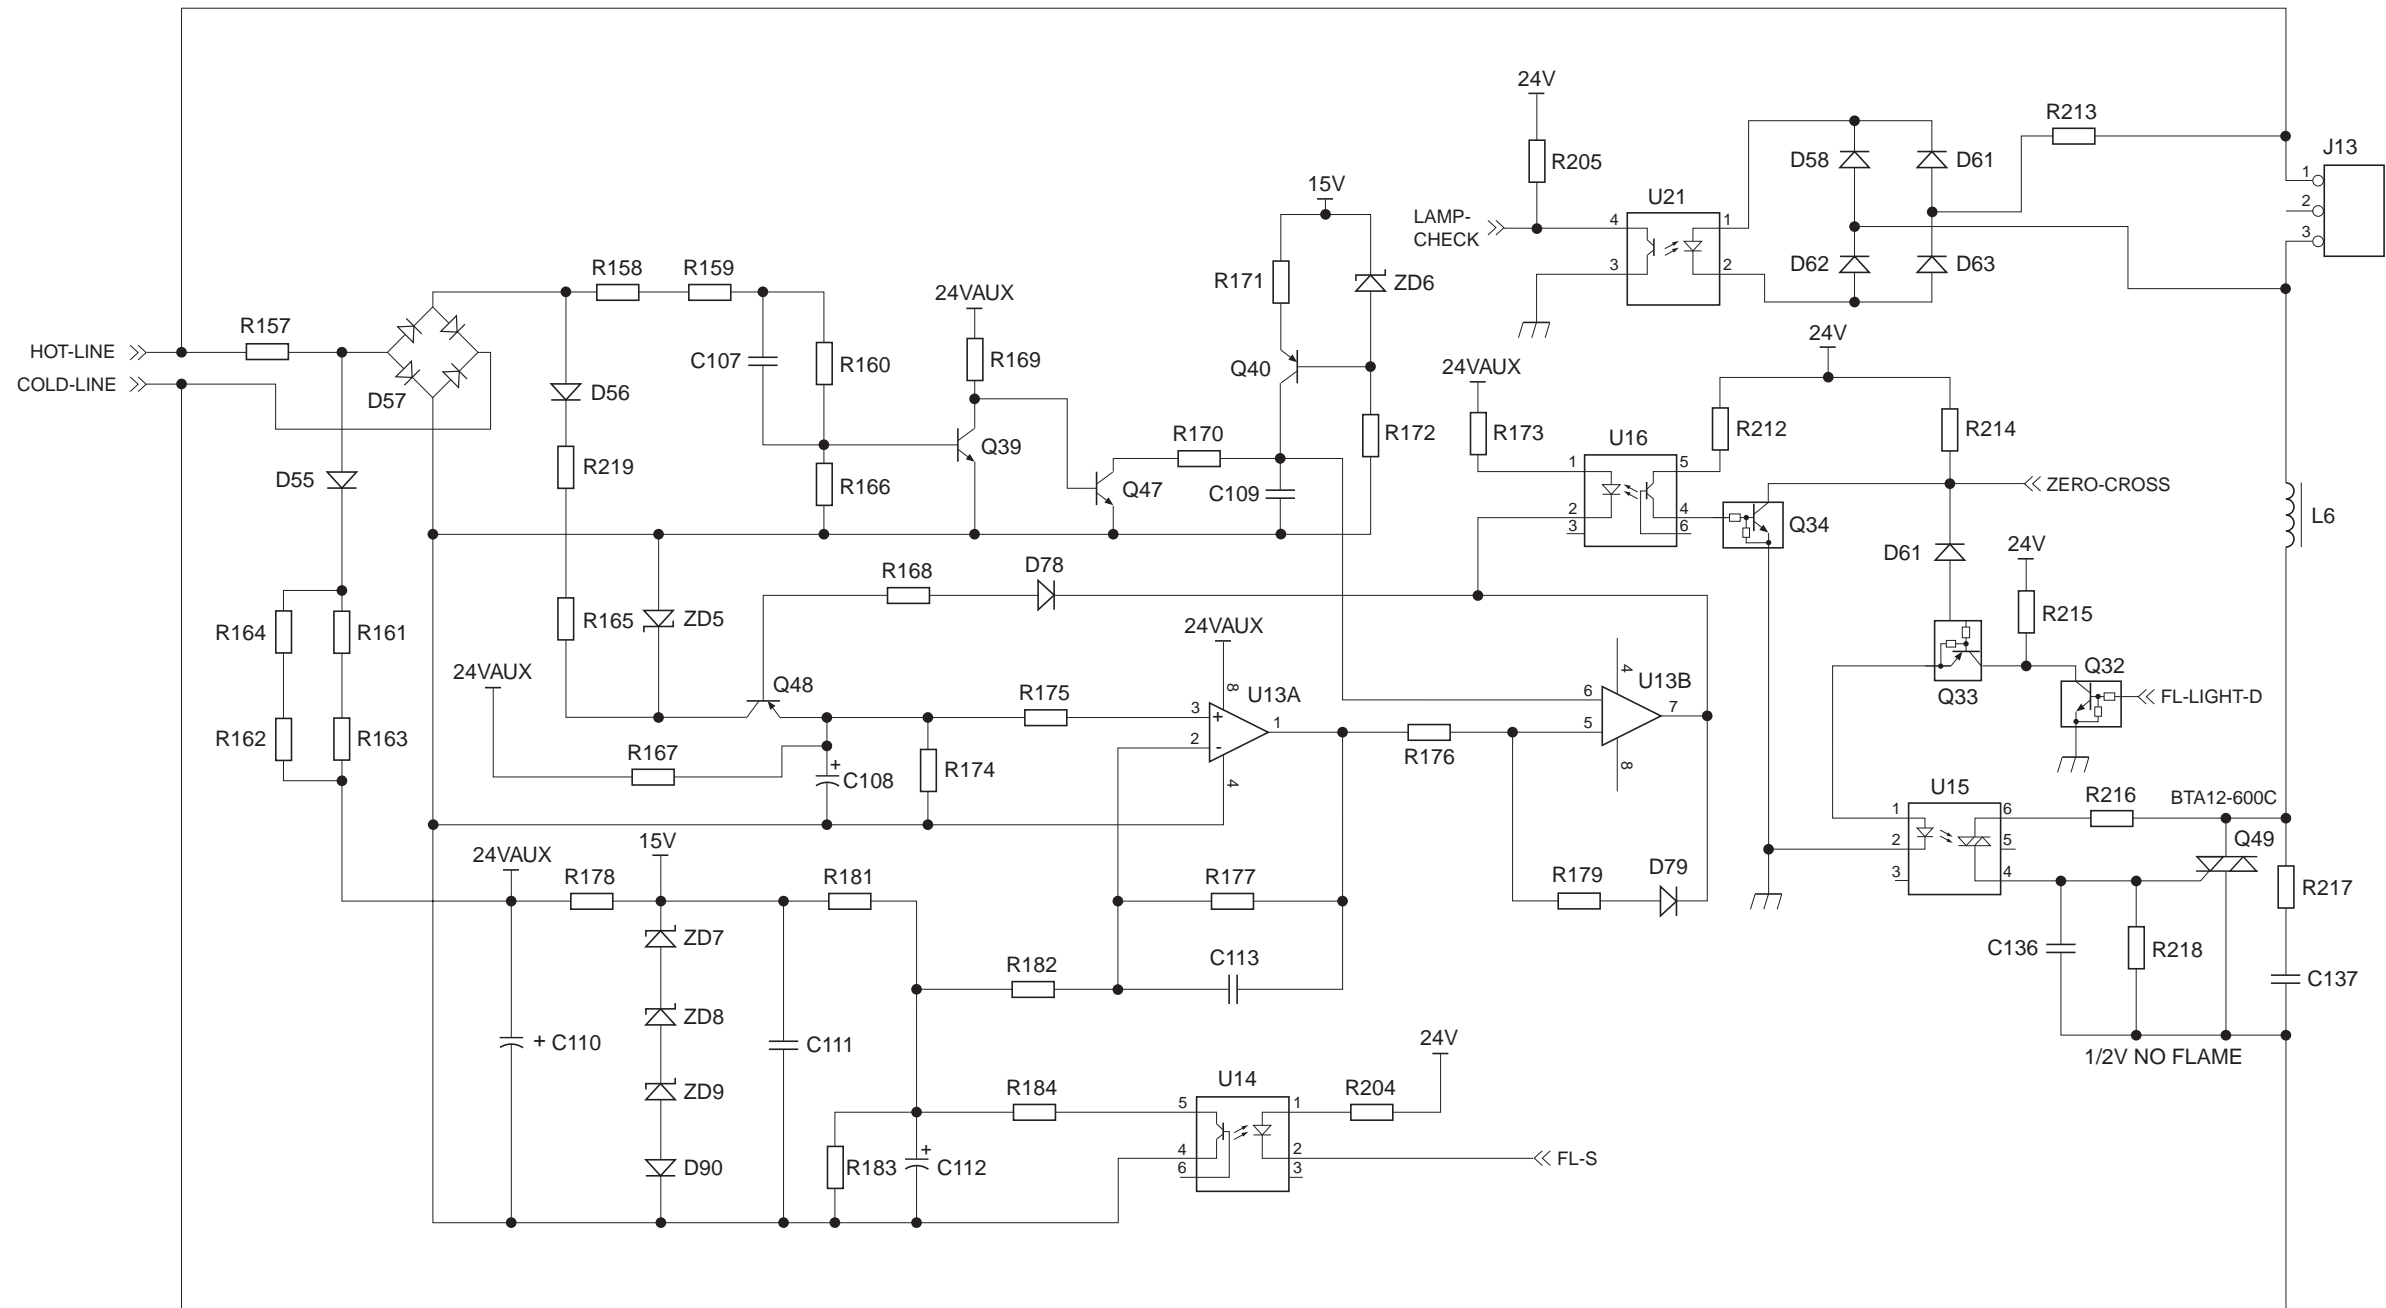 24V
R213
J13
D58
D61
R205
1
15V
U21
2
LAMP-
CHECK
4
1
3
3
2
D62
D63
R158
R159
R171
ZD6
24VAUX
R157
24V
HOT-LINE
C107
R160
R169
Q40
24VAUX
COLD-LINE
D57
D56
R170
R172
R173
U16
R212
R214
Q39
1
5
D55
R219
R166
Q47
C109
ZERO-CROSS
2
4
3
6
Q34
L6
D61
24V
R168
D78
R164
R161
R165
ZD5
24VAUX
R215
24VAUX
Q48
8
U13A
4
U13B
Q32
R175
6
Q33
FL-LIGHT-D
3
+
7
R162
R163
R167
2
-
1
5
+
C108
R174
4
R176
8
U15
R216
BTA12-600C
15V
1
6
24VAUX
2
5
Q49
R178
R181
R177
R179
D79
3
4
R217
ZD7
C136
R218
R182
C113
C137
ZD8
+
C110
C111
24V
1/2V NO FLAME
ZD9
R184
U14
R204
5
1
+
4
2
D90
R183
C112
6
3
FL-S